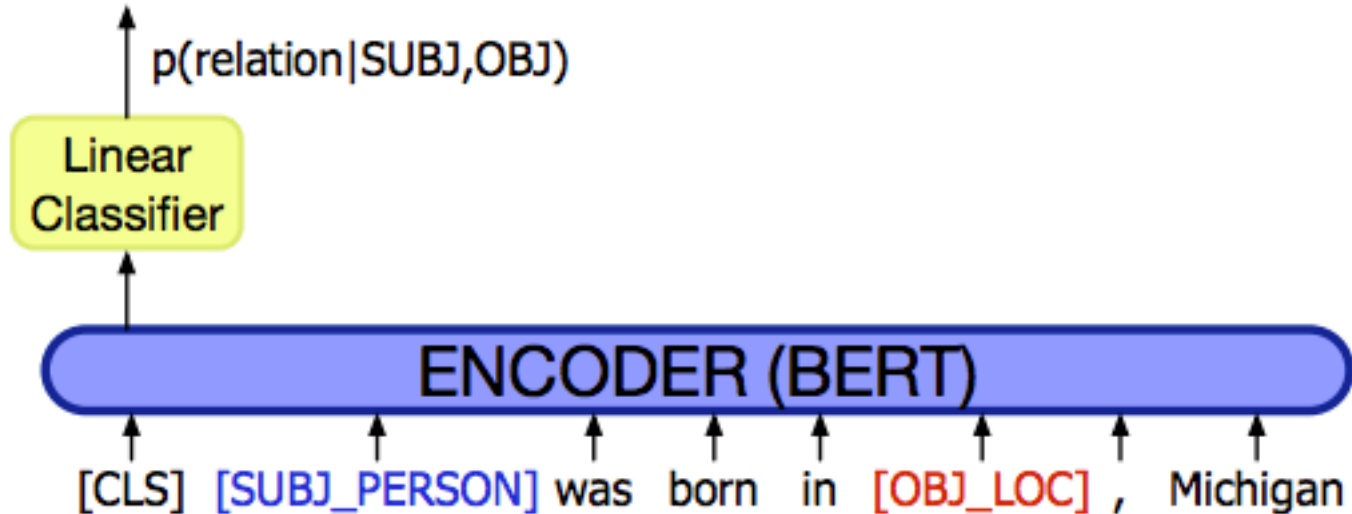 p(relation|SUBJ,OBJ)
Linear
Classifier
ENCODER (BERT)
[CLS] [SUBJ_PERSON] was born in [OBJ_LOC] , Michigan